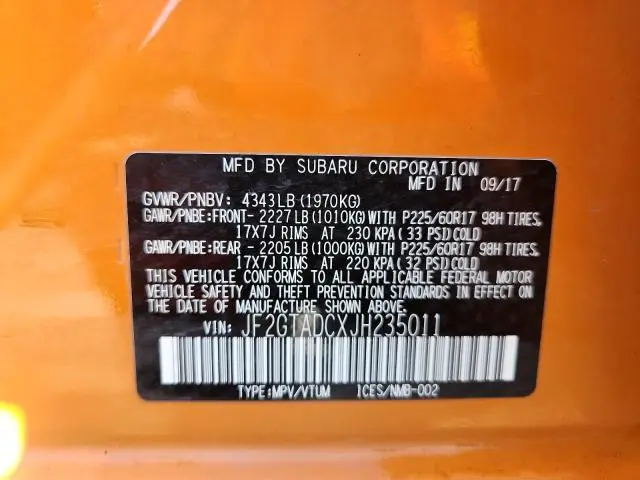 MFD BY SUBARU CORPORATION
MFD IN 09/17
GVWR/PNBV: 4343LB(1970KG)
GAWR/PNBE:FRONT- 2227LB(1010KG)WITH P225/60R17 98H TIRES,
17X7J RIMS AT 230 KPA(33 PSI)COLD
GAWR/PNBE:REAR - 2205LB(1000KG)WITH P225/60R17 98H TIRES,
17X7J RIMS AT 220 KPA(32 PSI)COLD
THIS VEHICLE CONFORMS TO ALL APPLICABLE FEDERAL MOTOR
VEHICLE SAFETY AND THEFT PREVENTION STANDARDS IN EFFECT ON
THE DATE OF MANUFACTURE SHOWN ABOVE.
VIN: JF2GTADCXJH235011
TYPE:MPV/VTUM ICES/NMB-002